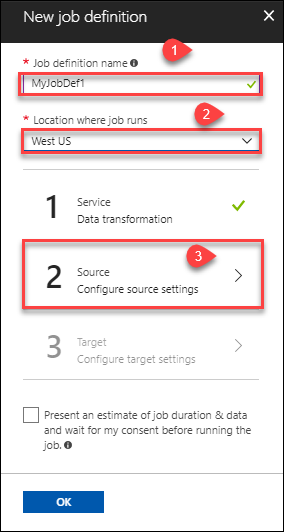 New job definition
1
* Job definition name
MyJobDef1
2
* Location where job runs
West US
1 Service
Data transformation
3
2 Source
Configure source settings
3 Target
Configure target settings
Present an estimate of job duration & data
and wait for my consent before running the
job.
OK